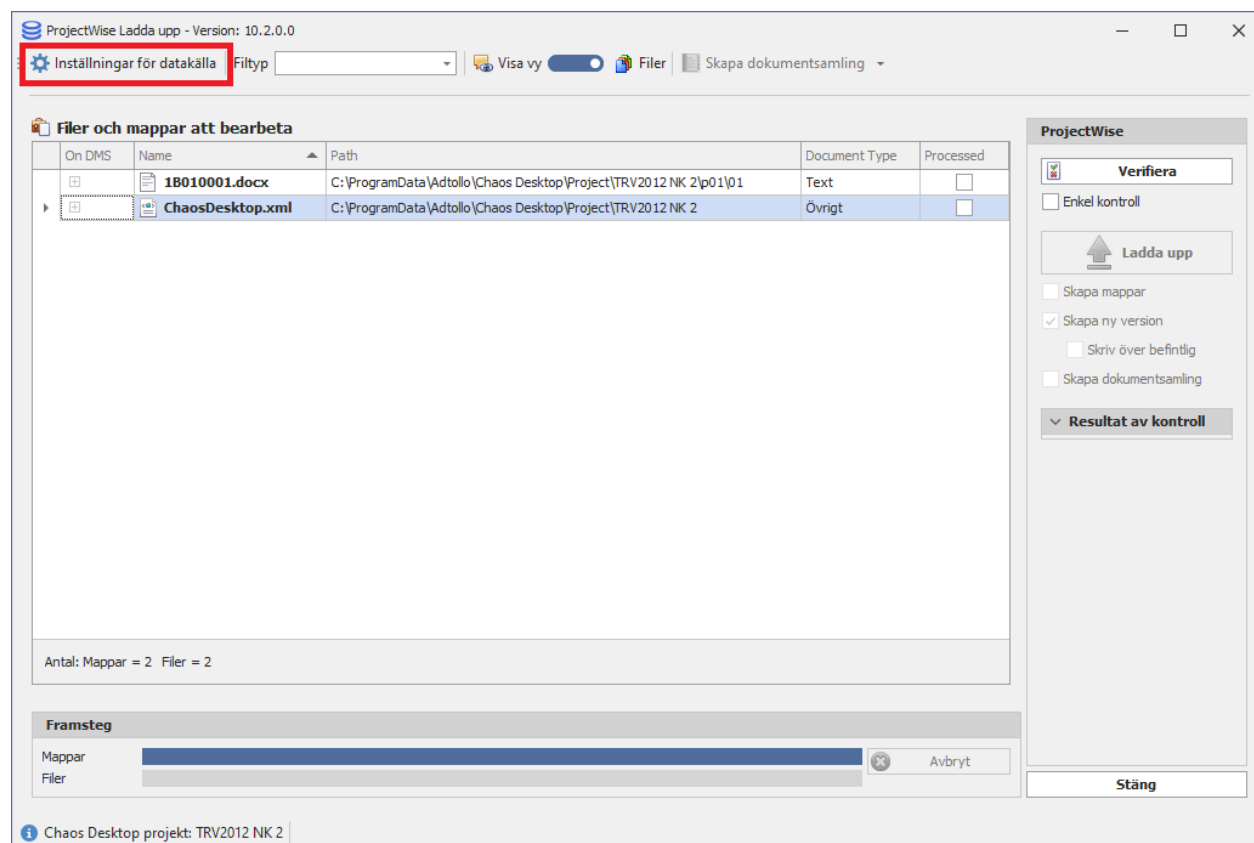 ProjectWise Ladda upp - Version: 10.2.0.0
Inställningar för datakälla Filtyp Visa vy Filer Skapa dokumentsamling
Filer och mappar att bearbeta
On DMS Name Path Document Type Processed
1B010001.docx C:\ProgramData\Adtollo\Chaos Desktop\Project\TRV2012 NK 2\p01\01 Text
ChaosDesktop.xml C:\ProgramData\Adtollo\Chaos Desktop\Project\TRV2012 NK 2 Övrigt
Antal: Mappar = 2 Filer = 2
ProjectWise
Verifiera
Enkel kontroll
Ladda upp
Skapa mappar
Skapa ny version
Skriv över befintlig
Skapa dokumentsamling
Resultat av kontroll
Framsteg
Mappar
Avbryt
Filer
Stäng
Chaos Desktop projekt: TRV2012 NK 2